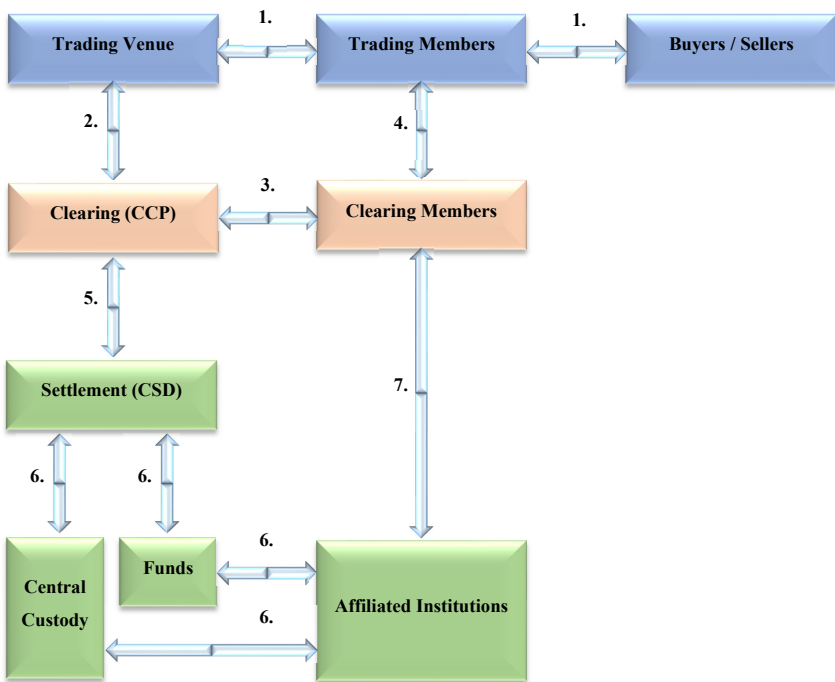 1.
1.
Trading Venue
Trading Members
Buyers / Sellers
2.
4.
Clearing (CCP)
3.
Clearing Members
5.
Settlement (CSD)
7.
6.
6.
6.
Funds
Central
Custody
Affiliated Institutions
6.